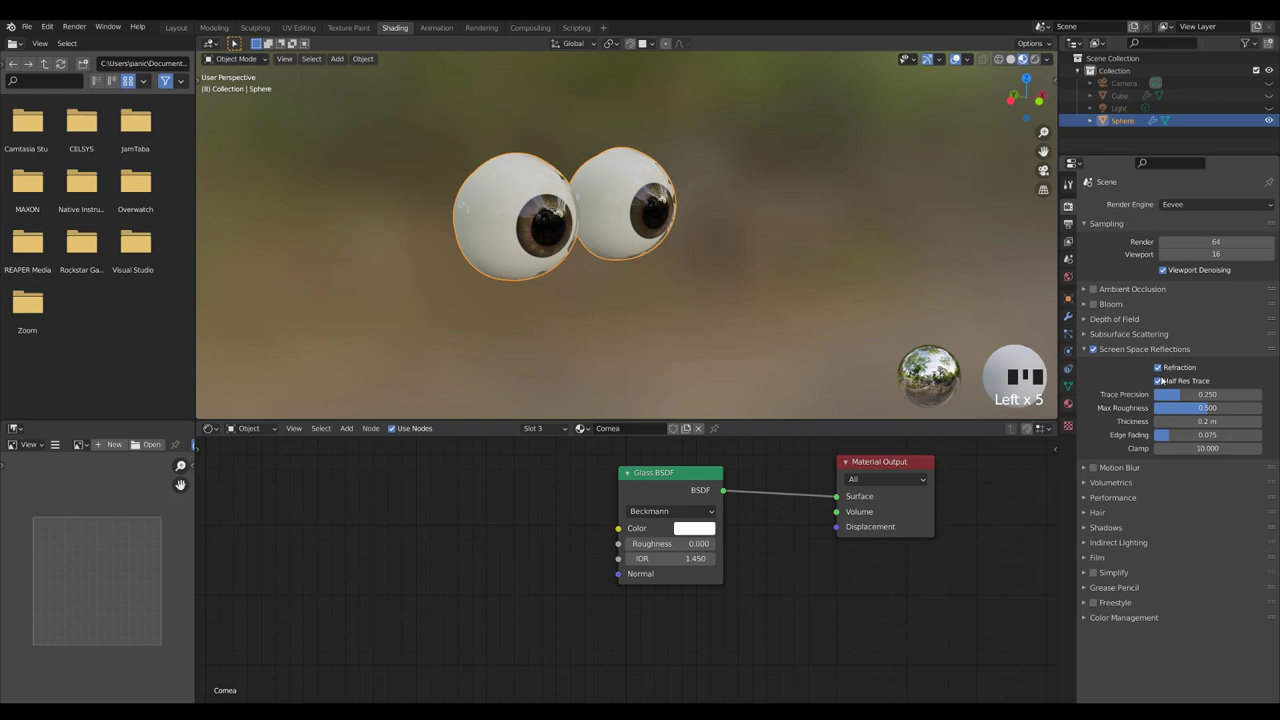 File Edit Render Window Help Layout Modeling Sculpting UV Editing Texture Paint Shading Animation Rendering Compositing Scripting Scene View Layer
View Select Global Options
C:\Users\panic\Document...
Object Mode View Select Add Object
User Perspective
(8) Collection | Sphere
Camtasia Stu CELSYS JamTaba
MAXON Native Instru... Overwatch
REAPER Media Rockstar Ga... Visual Studio
Zoom
Left x 5
Scene Collection
Collection
Camera
Cube
Light
Sphere
Scene
Render Engine Eevee
Sampling
Render 64
Viewport 16
Viewport Denoising
Ambient Occlusion
Bloom
Depth of Field
Subsurface Scattering
Screen Space Reflections
Refraction
Half Res Trace
Trace Precision 0.250
Max Roughness 0.500
Thickness 0.2 m
Edge Fading 0.075
Clamp 10.000
Motion Blur
Volumetrics
Performance
Hair
Shadows
Indirect Lighting
Film
Simplify
Grease Pencil
Freestyle
Color Management
View New Open
Object View Select Add Node Use Nodes Slot 3 Cornea
Glass BSDF
BSDF
Beckmann
Color
Roughness 0.000
IOR 1.450
Normal
Material Output
All
Surface
Volume
Displacement
Cornea